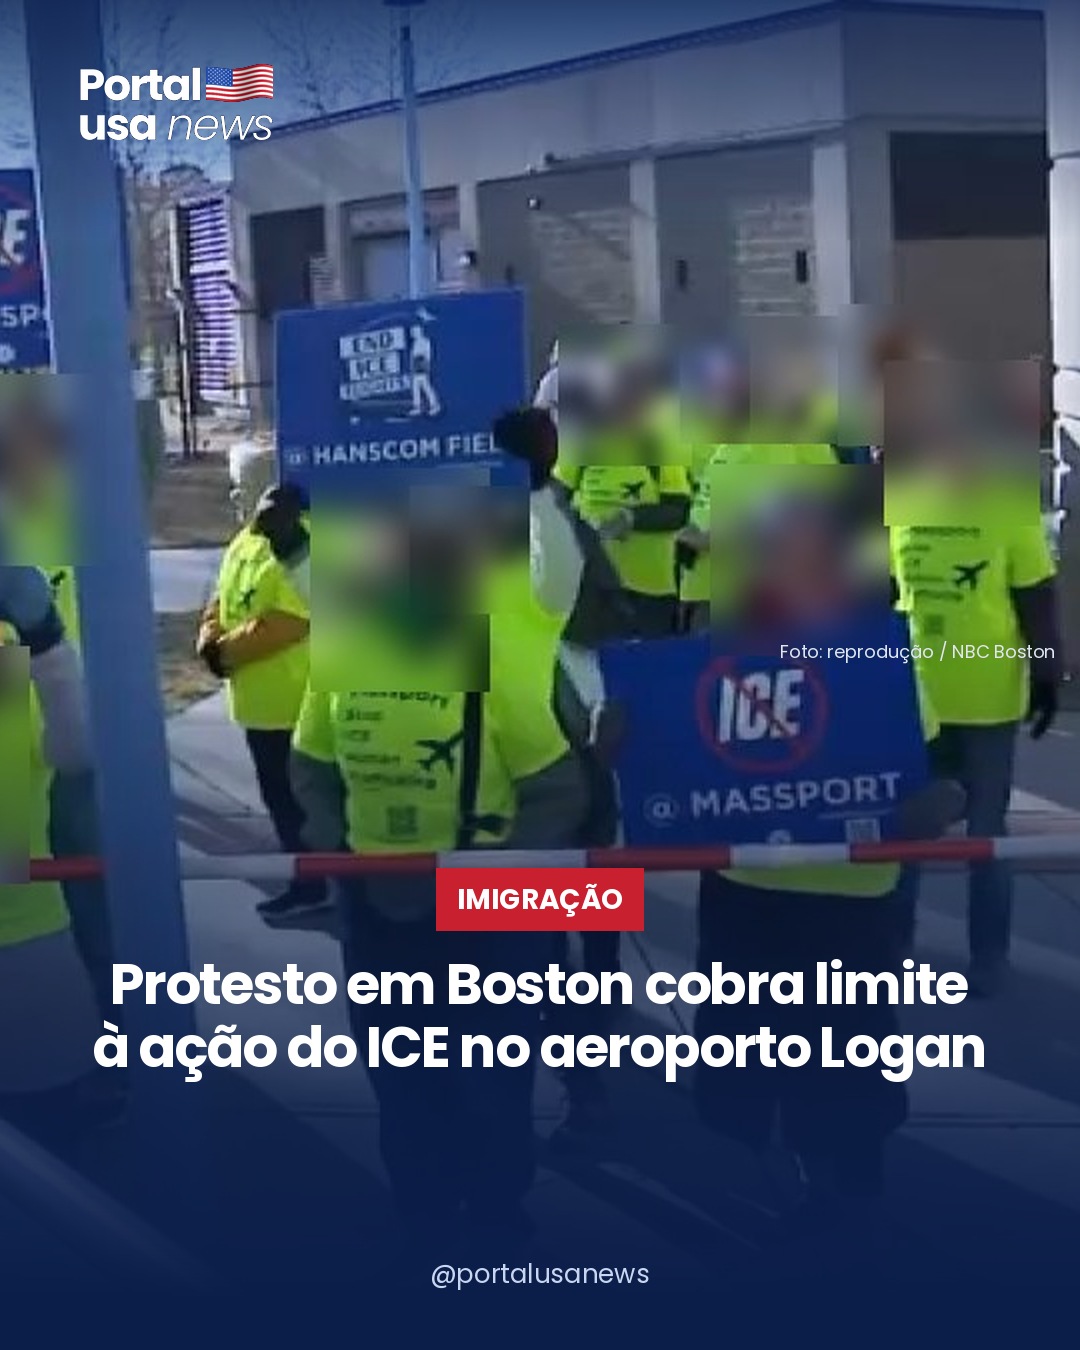 Portal
usa news
ICE
END
ICE
@ HANSCOM FIEL
Foto: reprodução / NBC Boston
ICE
@ MASSPORT
IMIGRAÇÃO
Protesto em Boston cobra limite
à ação do ICE no aeroporto Logan
@portalusanews